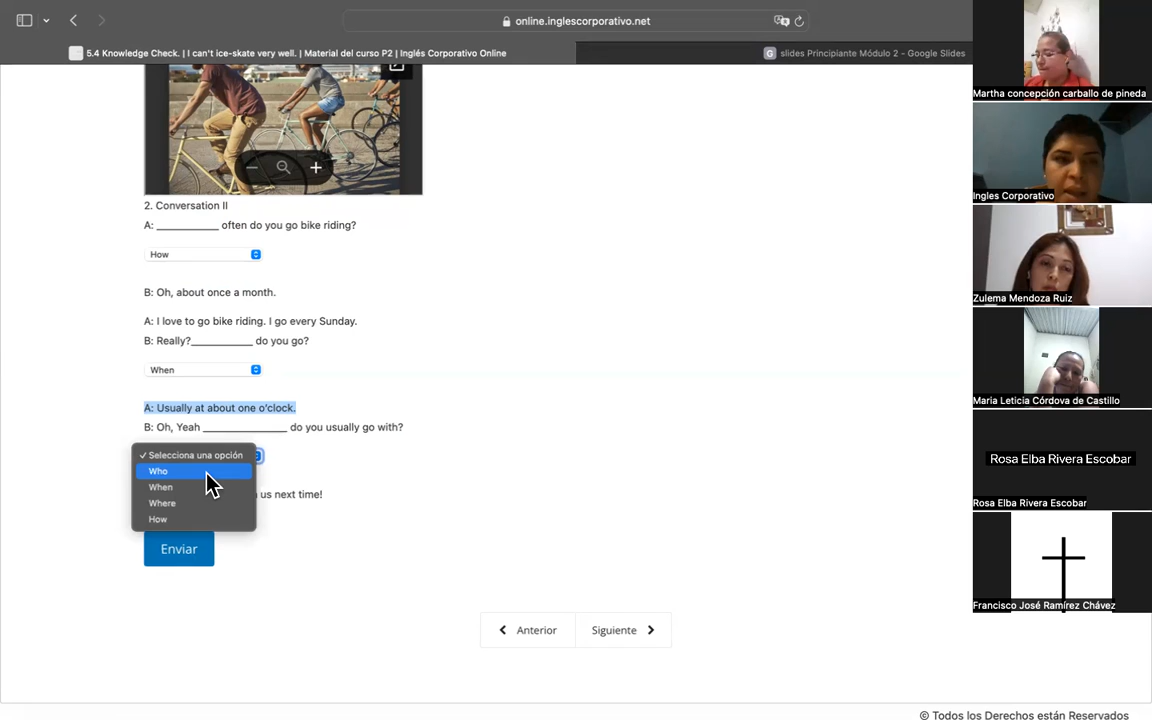 online.inglescorporativo.net
5.4 Knowledge Check. | I can't ice-skate very well. | Material del curso P2 | Inglés Corporativo Online
slides Principiante Módulo 2 - Google Slides
2. Conversation II
A: ___________ often do you go bike riding?
How
B: Oh, about once a month.
A: I love to go bike riding. I go every Sunday.
B: Really?___________ do you go?
When
A: Usually at about one o'clock.
B: Oh, Yeah _______________ do you usually go with?
✓ Selecciona una opción
Who
When
Where
How
us next time!
Enviar
Anterior
Siguiente
© Todos los Derechos están Reservados
Martha concepción carballo de pineda
Ingles Corporativo
Zulema Mendoza Ruiz
Maria Leticia Córdova de Castillo
Rosa Elba Rivera Escobar
Rosa Elba Rivera Escobar
Francisco José Ramírez Chávez